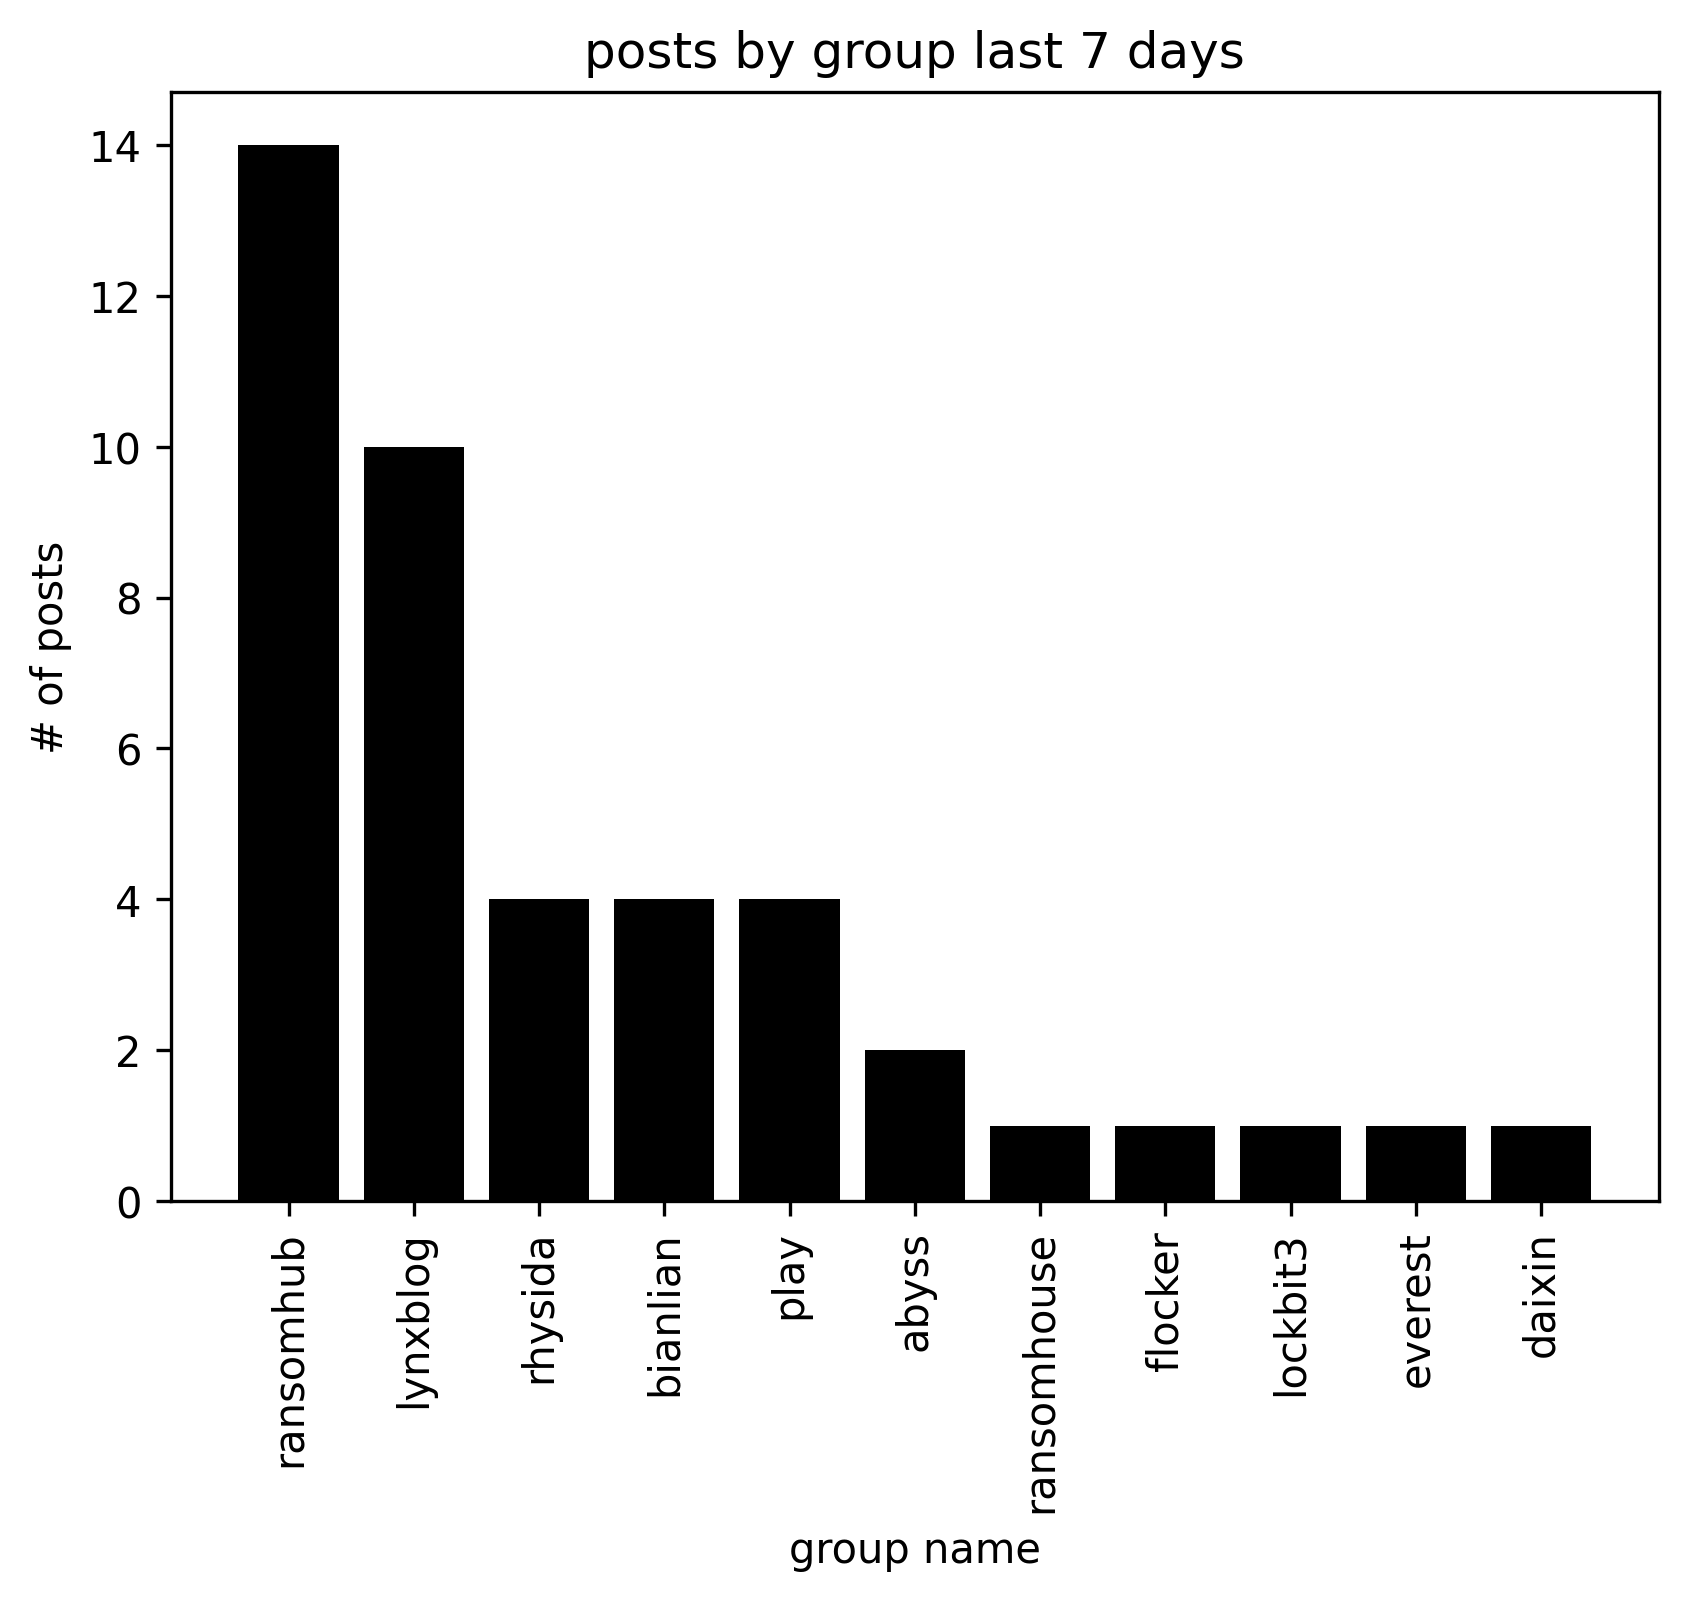 posts by group last 7 days
14
12
10
8
6
4
2
0
# of posts
ransomhub
lynxblog
rhysida
bianlian
play
abyss
ransomhouse
flocker
lockbit3
everest
daixin
group name